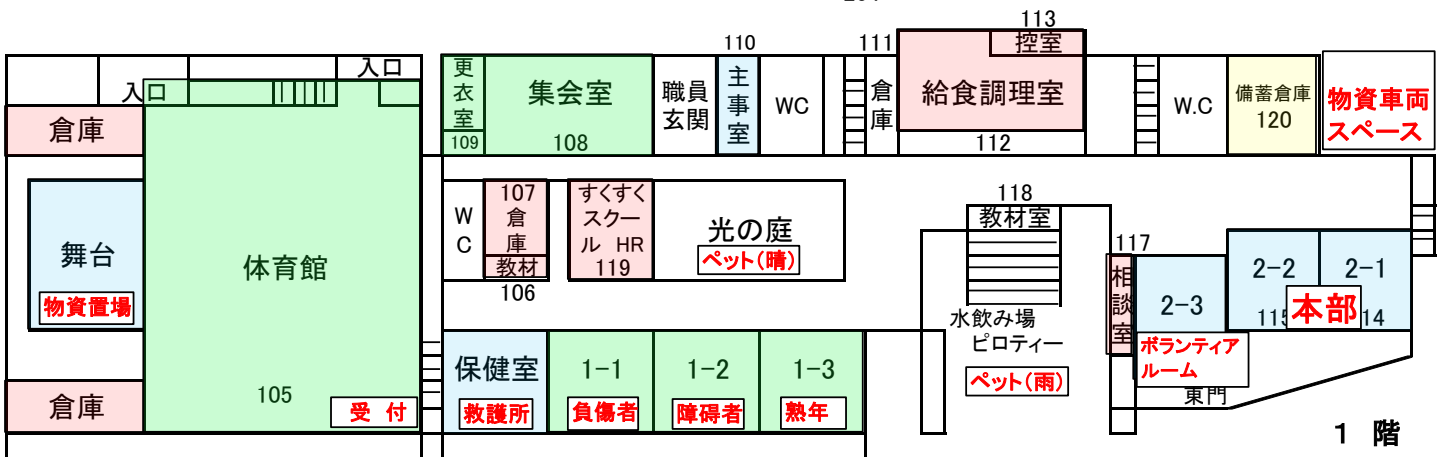 113
110
111
控室
入口
更衣室
109
集会室
108
職員
玄関
主事室
WC
倉庫
給食調理室
112
W.C
備蓄倉庫
120
物資車両
スペース
入口
倉庫
舞台
物資置場
体育館
105
受 付
倉庫
WC
107
倉庫
教材
106
すくすく
スクー
ル HR
119
光の庭
ペット(晴)
118
教材室
水飲み場
ピロティー
ペット(雨)
117
相談室
2-3
ボランティア
ルーム
2-2
2-1
本部
東門
保健室
救護所
1-1
負傷者
1-2
障碍者
1-3
熟年
1 階